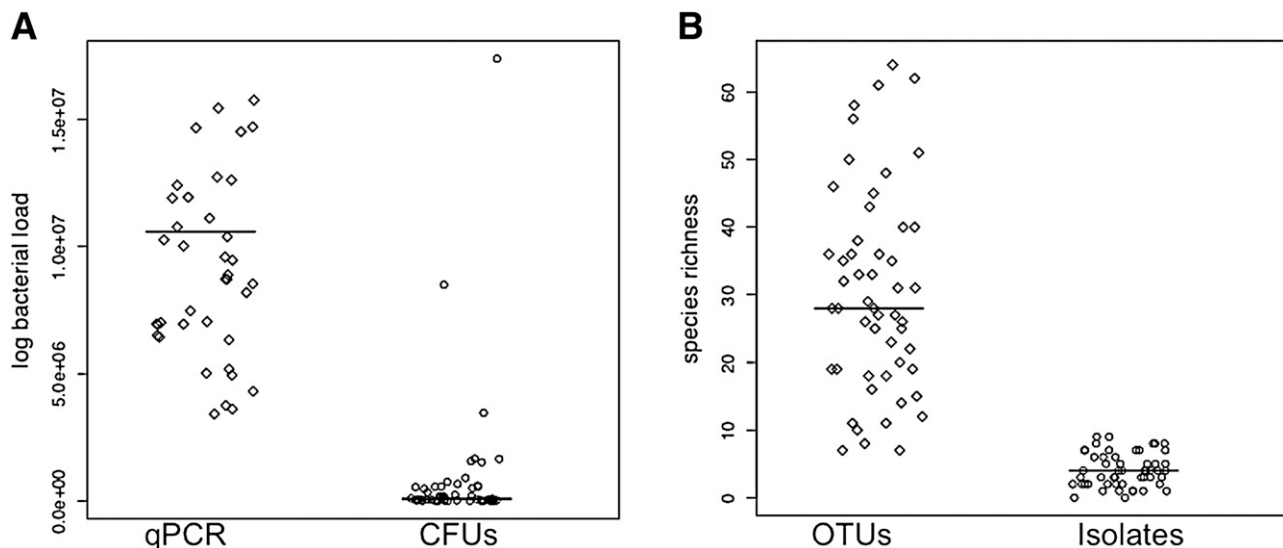 A
log bacterial load
1.5e+07
1.0e+07
5.0e+06
0.0e+00
qPCR CFUs
B
species richness
60
50
40
30
20
10
0
OTUs Isolates